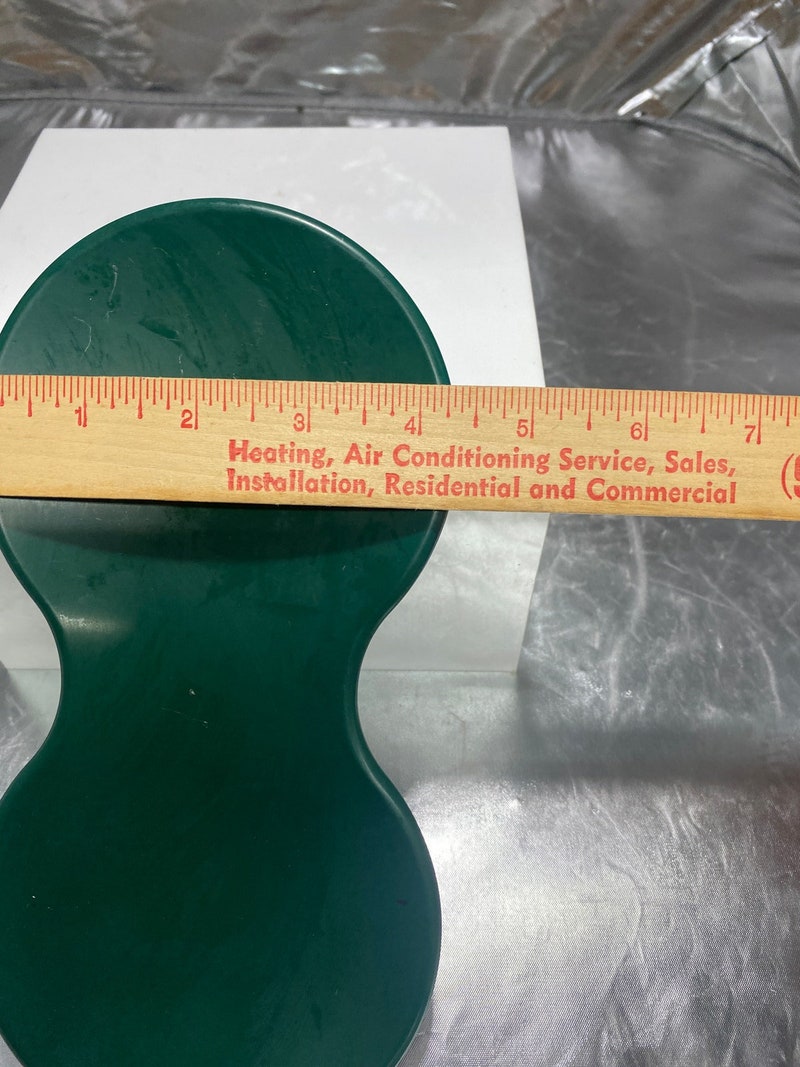 1 2 3 4 5 6 7
Heating, Air Conditioning Service, Sales,
Installation, Residential and Commercial